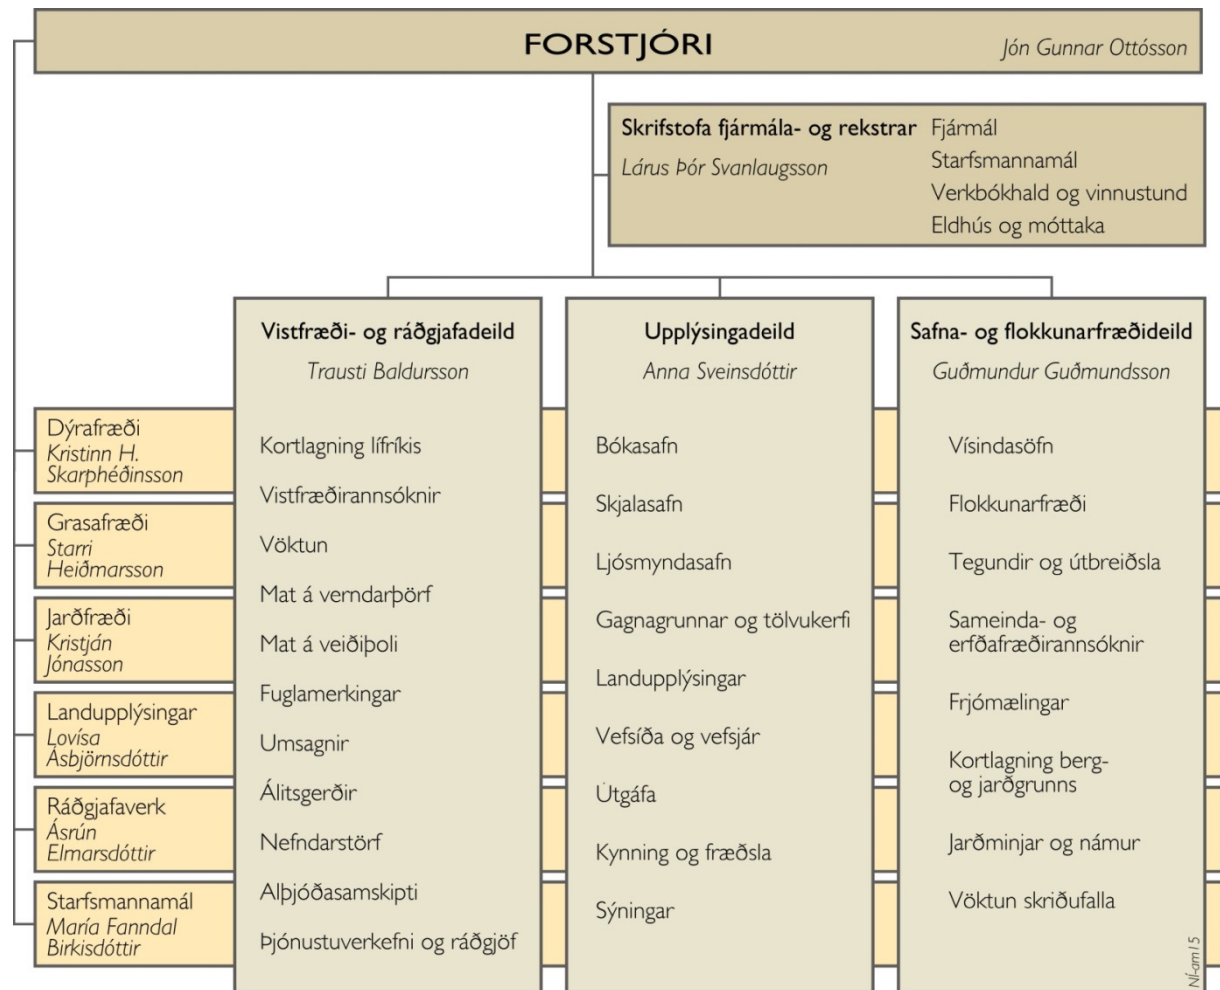 FORSTJÓRI
Jón Gunnar Ottósson
Skrifstofa fjármála- og rekstrar
Lárus Þór Svanlaugsson
Fjármál
Starfsmannamál
Verkbókhald og vinnustund
Eldhús og móttaka
Dýrafræði
Kristinn H.
Skarphéðinsson
Grasafræði
Starri
Heiðmarsson
Jarðfræði
Kristján
Jónasson
Landupplýsingar
Lovísa
Ásbjörnsdóttir
Ráðgjafaverk
Ásrún
Elmarsdóttir
Starfsmannamál
María Fanndal
Birkisdóttir
Vistfræði- og ráðgjafadeild
Trausti Baldursson
Kortlagning lífríkis
Vistfræðirannsóknir
Vöktun
Mat á verndarþörf
Mat á veiðiþoli
Fuglamerkingar
Umsagnir
Álitsgerðir
Nefndarstörf
Alþjóðasamskipti
Þjónustuverkefni og ráðgjöf
Upplýsingadeild
Anna Sveinsdóttir
Bókasafn
Skjalasafn
Ljósmyndasafn
Gagnagrunnar og tölvukerfi
Landupplýsingar
Vefsíða og vefsjár
Útgáfa
Kynning og fræðsla
Sýningar
Safna- og flokkunarfræðideild
Guðmundur Guðmundsson
Vísindasöfn
Flokkunarfræði
Tegundir og útbreiðsla
Sameinda- og
erfðafræðirannsóknir
Frjómælingar
Kortlagning berg-
og jarðgrunns
Jarðminjar og námur
Vöktun skriðufalla
NÍ-am15